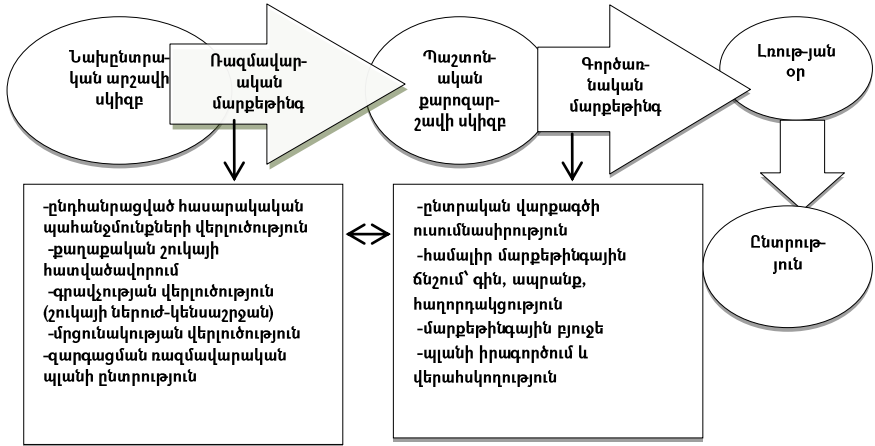 Նախընտրա-
կան արշավի
սկիզբ
Ռազմավար-
ական
մարքեթինգ
Պաշտոն-
ական
քարոզար-
շավի սկիզբ
Գործառ-
նական
մարքեթինգ
Լռութ-յան
օր
Ընտրութ-
յուն
-ընդհանրացված հասարակական
պահանջմունքների վերլուծություն
-քաղաքական շուկայի
հատվածավորում
-գրավչության վերլուծություն
(շուկայի ներուժ-կենսաշրջան)
-մրցունակության վերլուծություն
-զարգացման ռազմավարական
պլանի ընտրություն
-ընտրական վարքագծի
ուսումնասիրություն
-համալիր մարքեթինգային
ճնշում՝ գին, ապրանք,
հաղորդակցություն
-մարքեթինգային բյուջե
-պլանի իրագործում և
վերահսկողություն